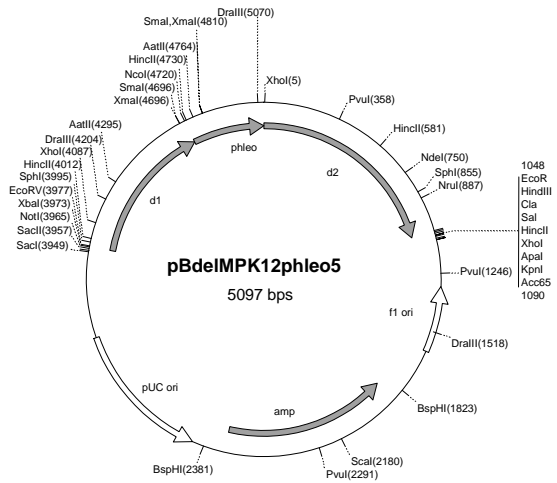 DraIII(5070)
SmaI,XmaI(4810)
AatII(4764)
HincII(4730)
NcoI(4720)
SmaI(4696)
XmaI(4696)
AatII(4295)
DraIII(4204)
XhoI(4087)
HincII(4012)
SphI(3995)
EcoRV(3977)
XbaI(3973)
NotI(3965)
SacII(3957)
SacI(3949)
XhoI(5)
PvuI(358)
HincII(581)
NdeI(750)
SphI(855)
NruI(887)
1048
EcoR
HindIII
Cla
Sal
HincII
XhoI
ApaI
KpnI
Acc65
1090
PvuI(1246)
DraIII(1518)
BspHI(1823)
ScaI(2180)
PvuI(2291)
BspHI(2381)
phleo
d1
d2
pBdelMPK12phleo5
5097 bps
f1 ori
pUC ori
amp